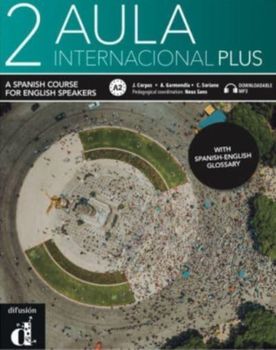 2 AULA
INTERNACIONAL PLUS
A SPANISH COURSE
FOR ENGLISH SPEAKERS
A2
J. Corpas • A. Garmendia • C. Soriano
Pedagogical coordination: Neus Sans
DOWNLOADABLE
MP3
WITH
SPANISH-ENGLISH
GLOSSARY
difusión
d